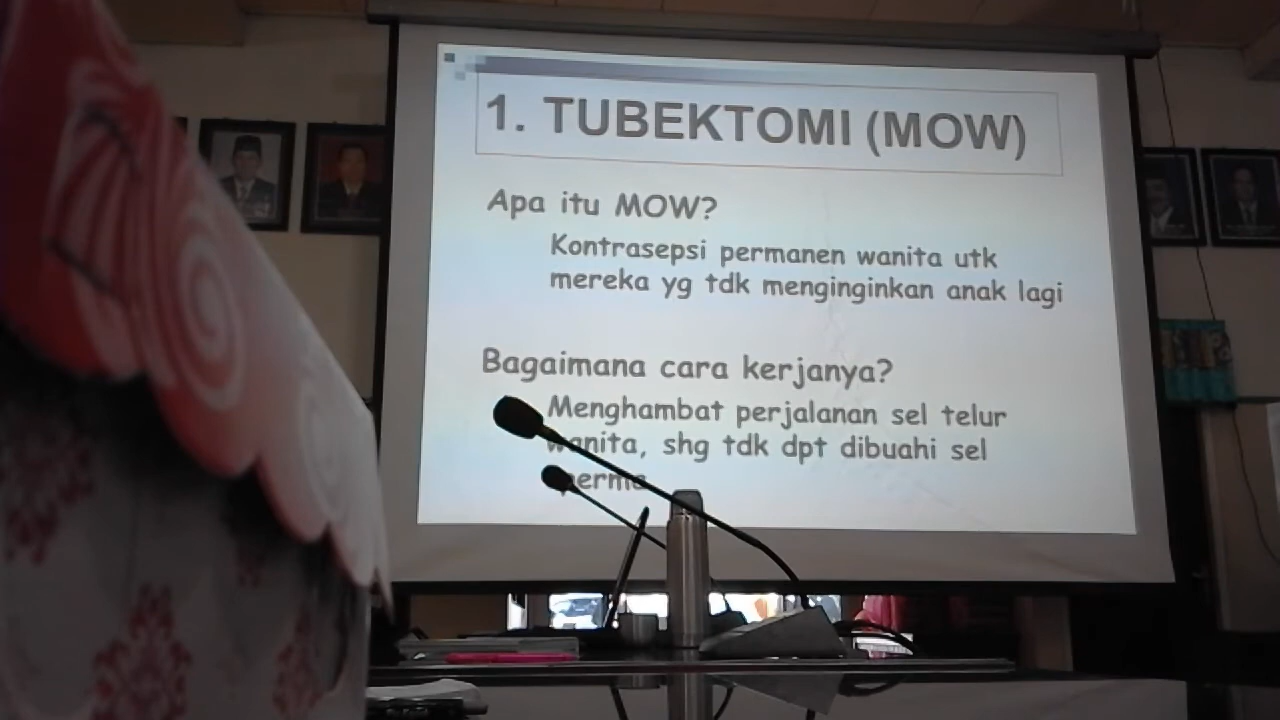 1. TUBEKTOMI (MOW)
Apa itu MOW?
Kontrasepsi permanen wanita utk
mereka yg tdk menginginkan anak lagi
Bagaimana cara kerjanya?
Menghambat perjalanan sel telur
wanita, shg tdk dpt dibuahi sel